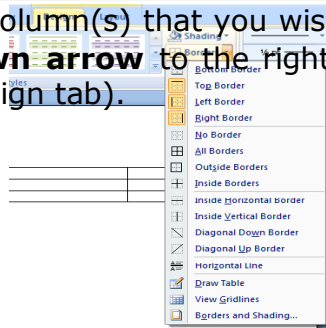 olumn(s) that you wis
Shading
wn arrow to the right
Border
ign tab).
yles
Bottom Border
Top Border
Left Border
Right Border
No Border
All Borders
Outside Borders
Inside Borders
Inside Horizontal Border
Inside Vertical Border
Diagonal Down Border
Diagonal Up Border
Horizontal Line
Draw Table
View Gridlines
Borders and Shading...